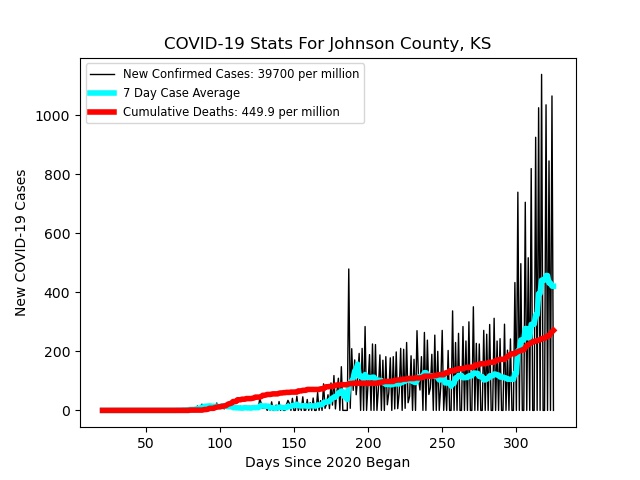 COVID-19 Stats For Johnson County, KS
New Confirmed Cases: 39700 per million
7 Day Case Average
Cumulative Deaths: 449.9 per million
New COVID-19 Cases
1000
800
600
400
200
0
50
100
150
200
250
300
Days Since 2020 Began